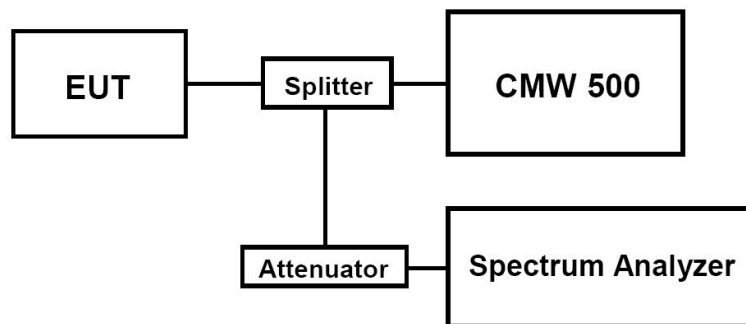 EUT
Splitter
CMW 500
Attenuator
Spectrum Analyzer